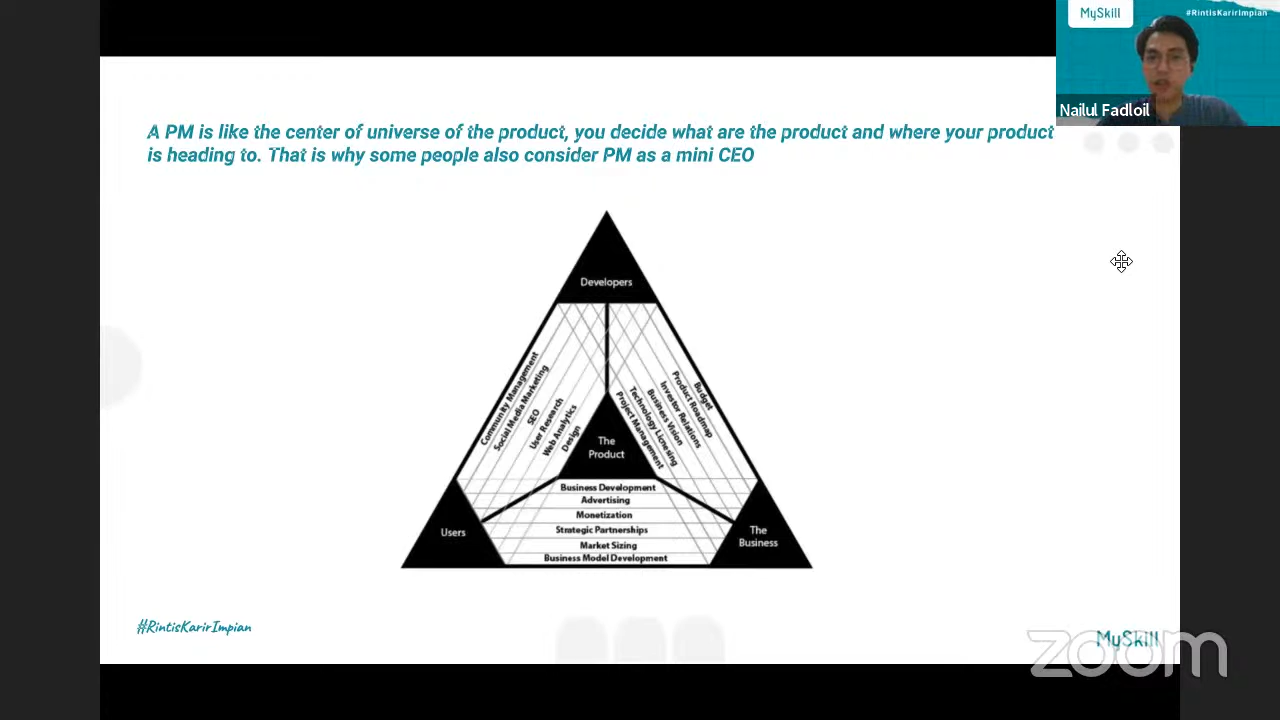 MySkill
#RintisKarirImpian
Nailul Fadloil
A PM is like the center of universe of the product, you decide what are the product and where your product
is heading to. That is why some people also consider PM as a mini CEO
Developers
Community Management
Social Media Marketing
SEO
User Research
Web Analytics
Design
Budget
Product Roadmap
Investor Relations
Business Vision
Technology Licnesing
Project Management
The
Product
Business Development
Advertising
Monetization
Strategic Partnerships
Market Sizing
Business Model Development
Users
The
Business
#RintisKarirImpian
MySkill
zoom